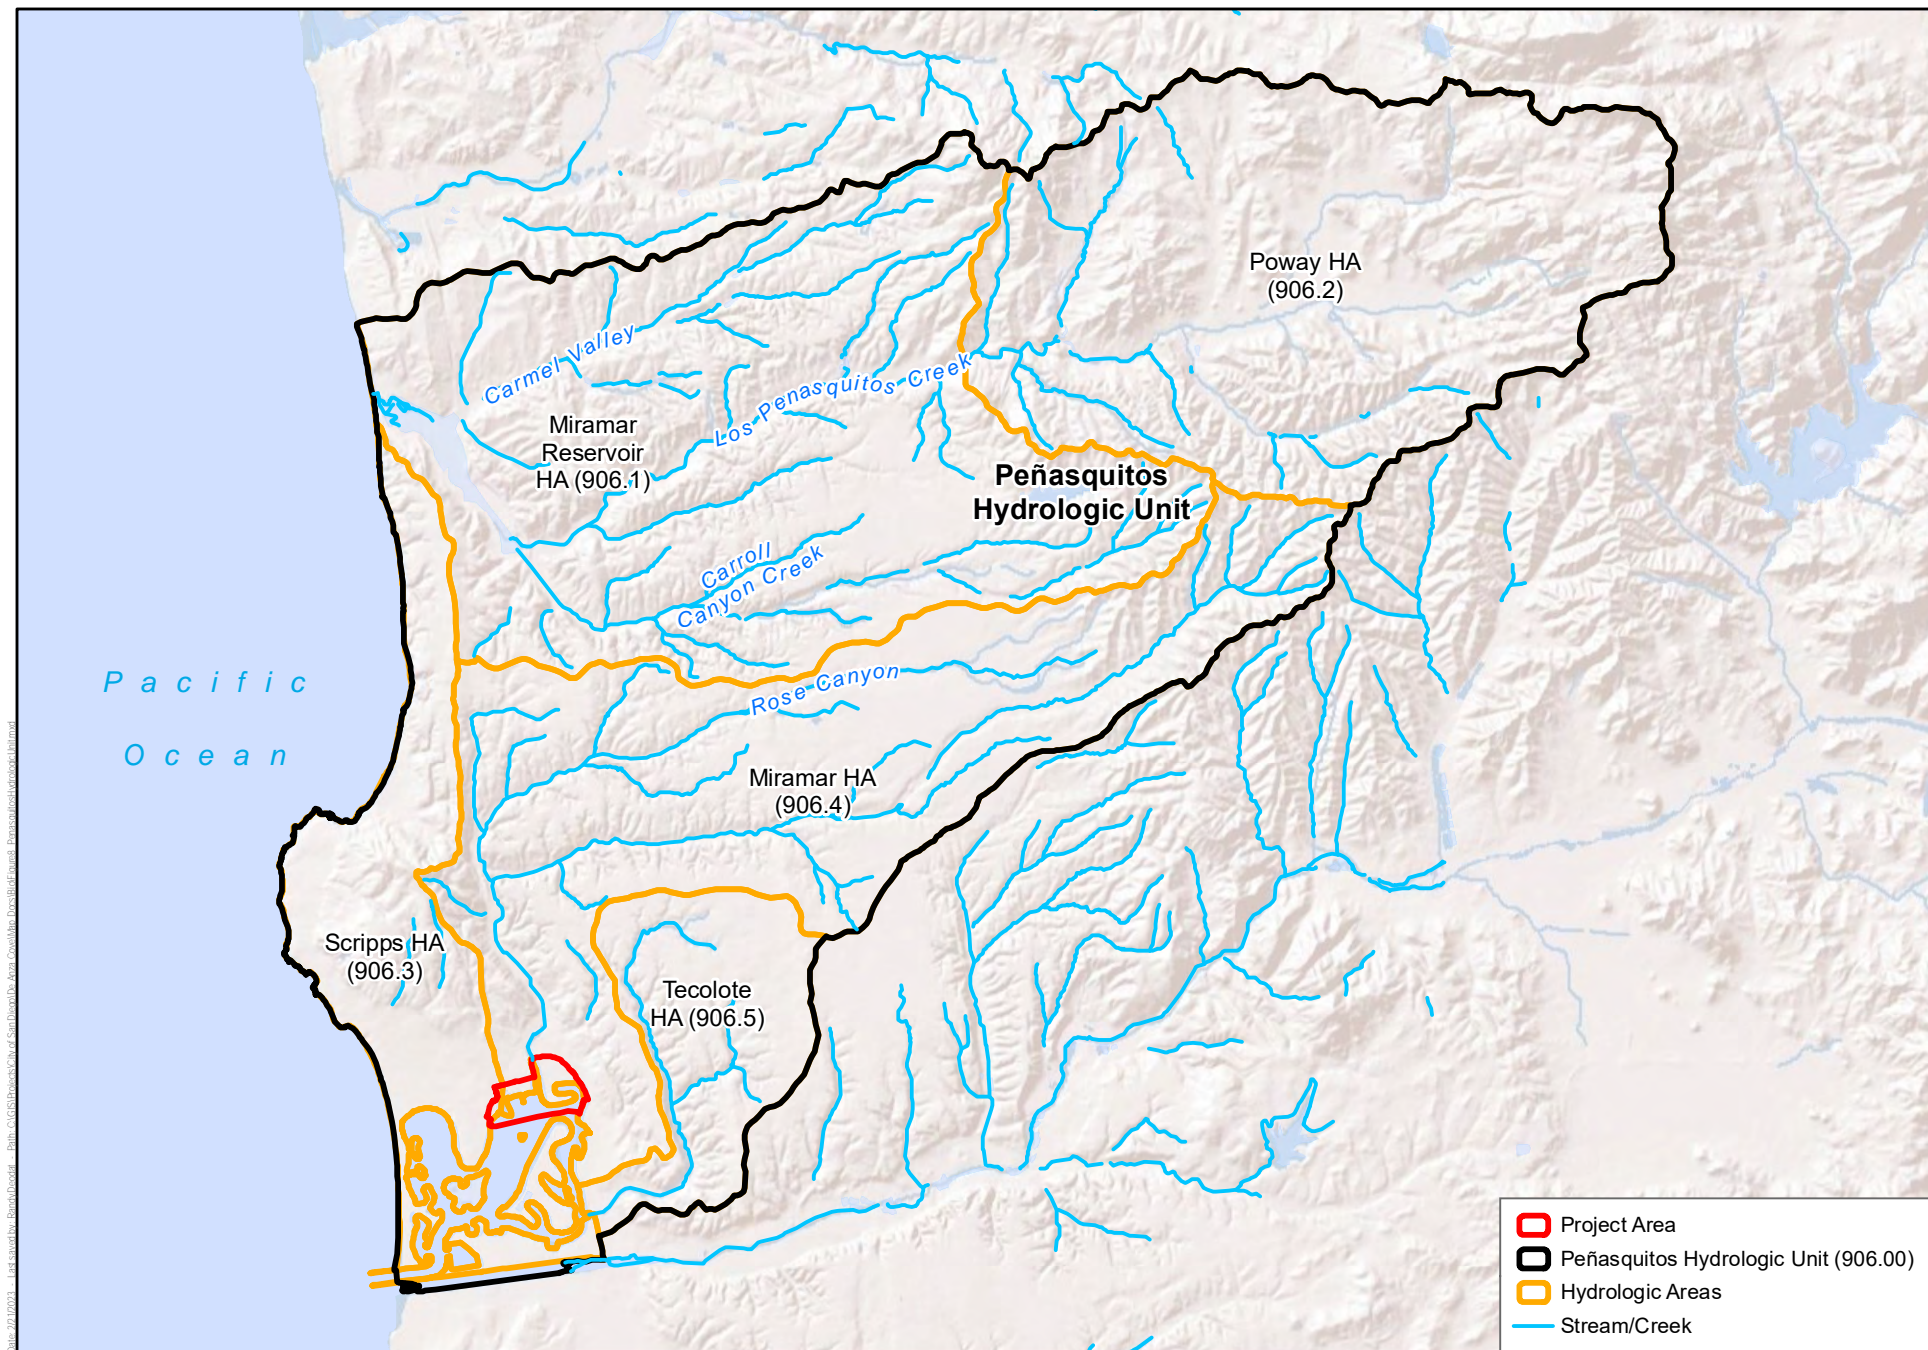 Poway HA
(906.2)
Carmel Valley
Los Penasquitos Creek
Miramar
Reservoir
HA (906.1)
Peñasquitos
Hydrologic Unit
Carroll
Canyon Creek
Pacific
Ocean
Rose Canyon
Miramar HA
(906.4)
Scripps HA
(906.3)
Tecolote
HA (906.5)
Project Area
Peñasquitos Hydrologic Unit (906.00)
Hydrologic Areas
Stream/Creek